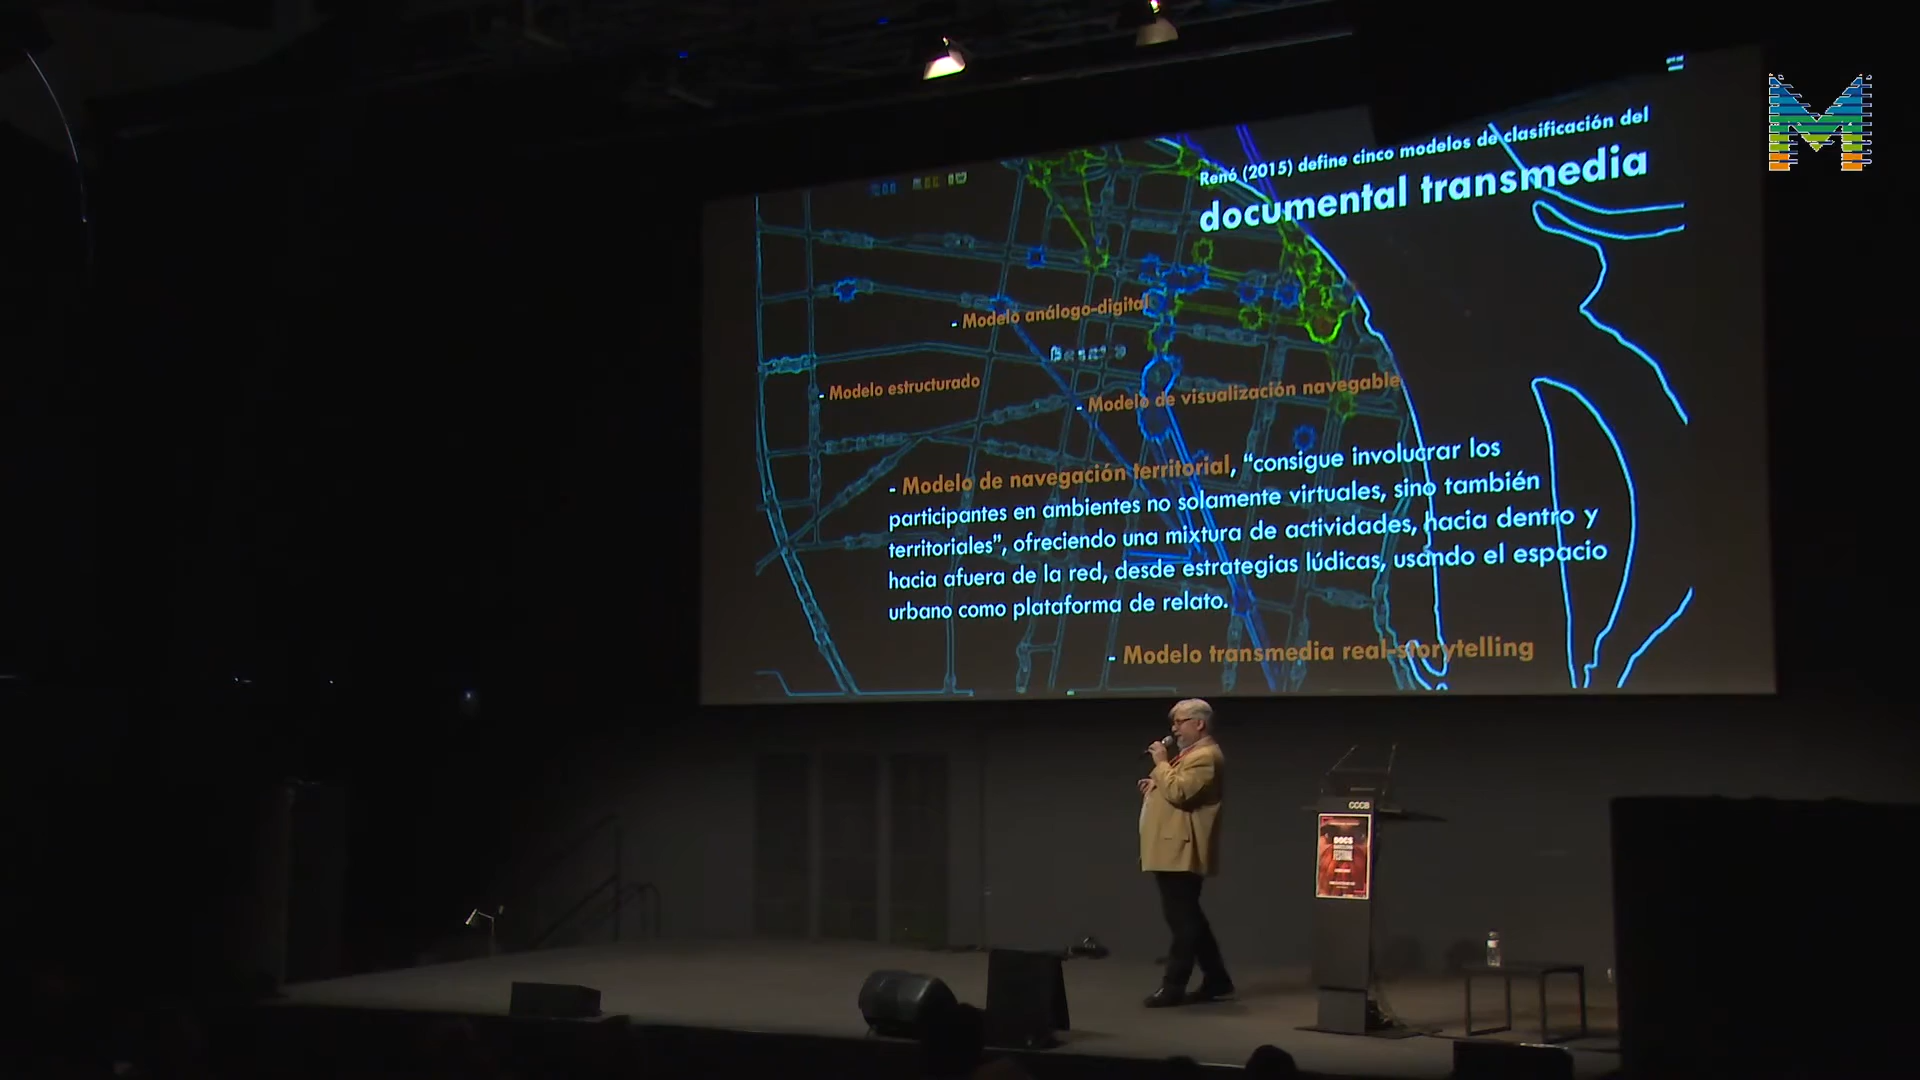 11
M
Renó (2015) define cinco modelos de clasificación del
documental transmedia
- Modelo análogo-digital
- Modelo estructurado
- Modelo de visualización navegable
- Modelo de navegación territorial, “consigue involucrar los
participantes en ambientes no solamente virtuales, sino también
territoriales”, ofreciendo una mixtura de actividades, hacia dentro y
hacia afuera de la red, desde estrategias lúdicas, usando el espacio
urbano como plataforma de relato.
- Modelo transmedia real-storytelling
CCCB
DOCS
FESTIVAL